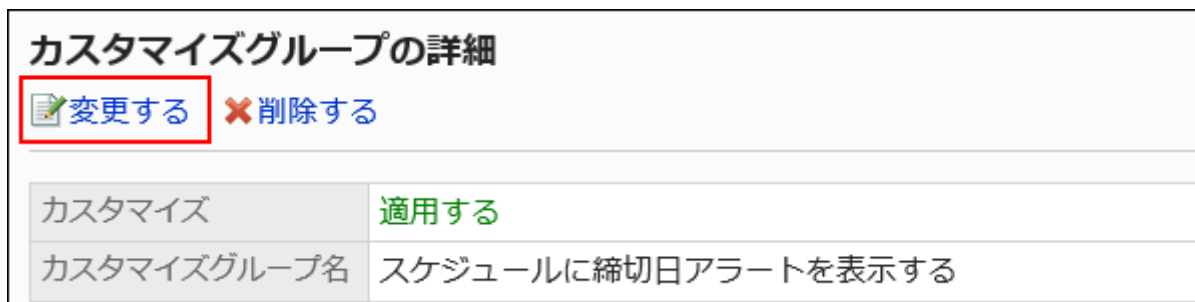 カスタマイズグループの詳細
変更する 削除する
カスタマイズ 適用する
カスタマイズグループ名 スケジュールに締切日アラートを表示する